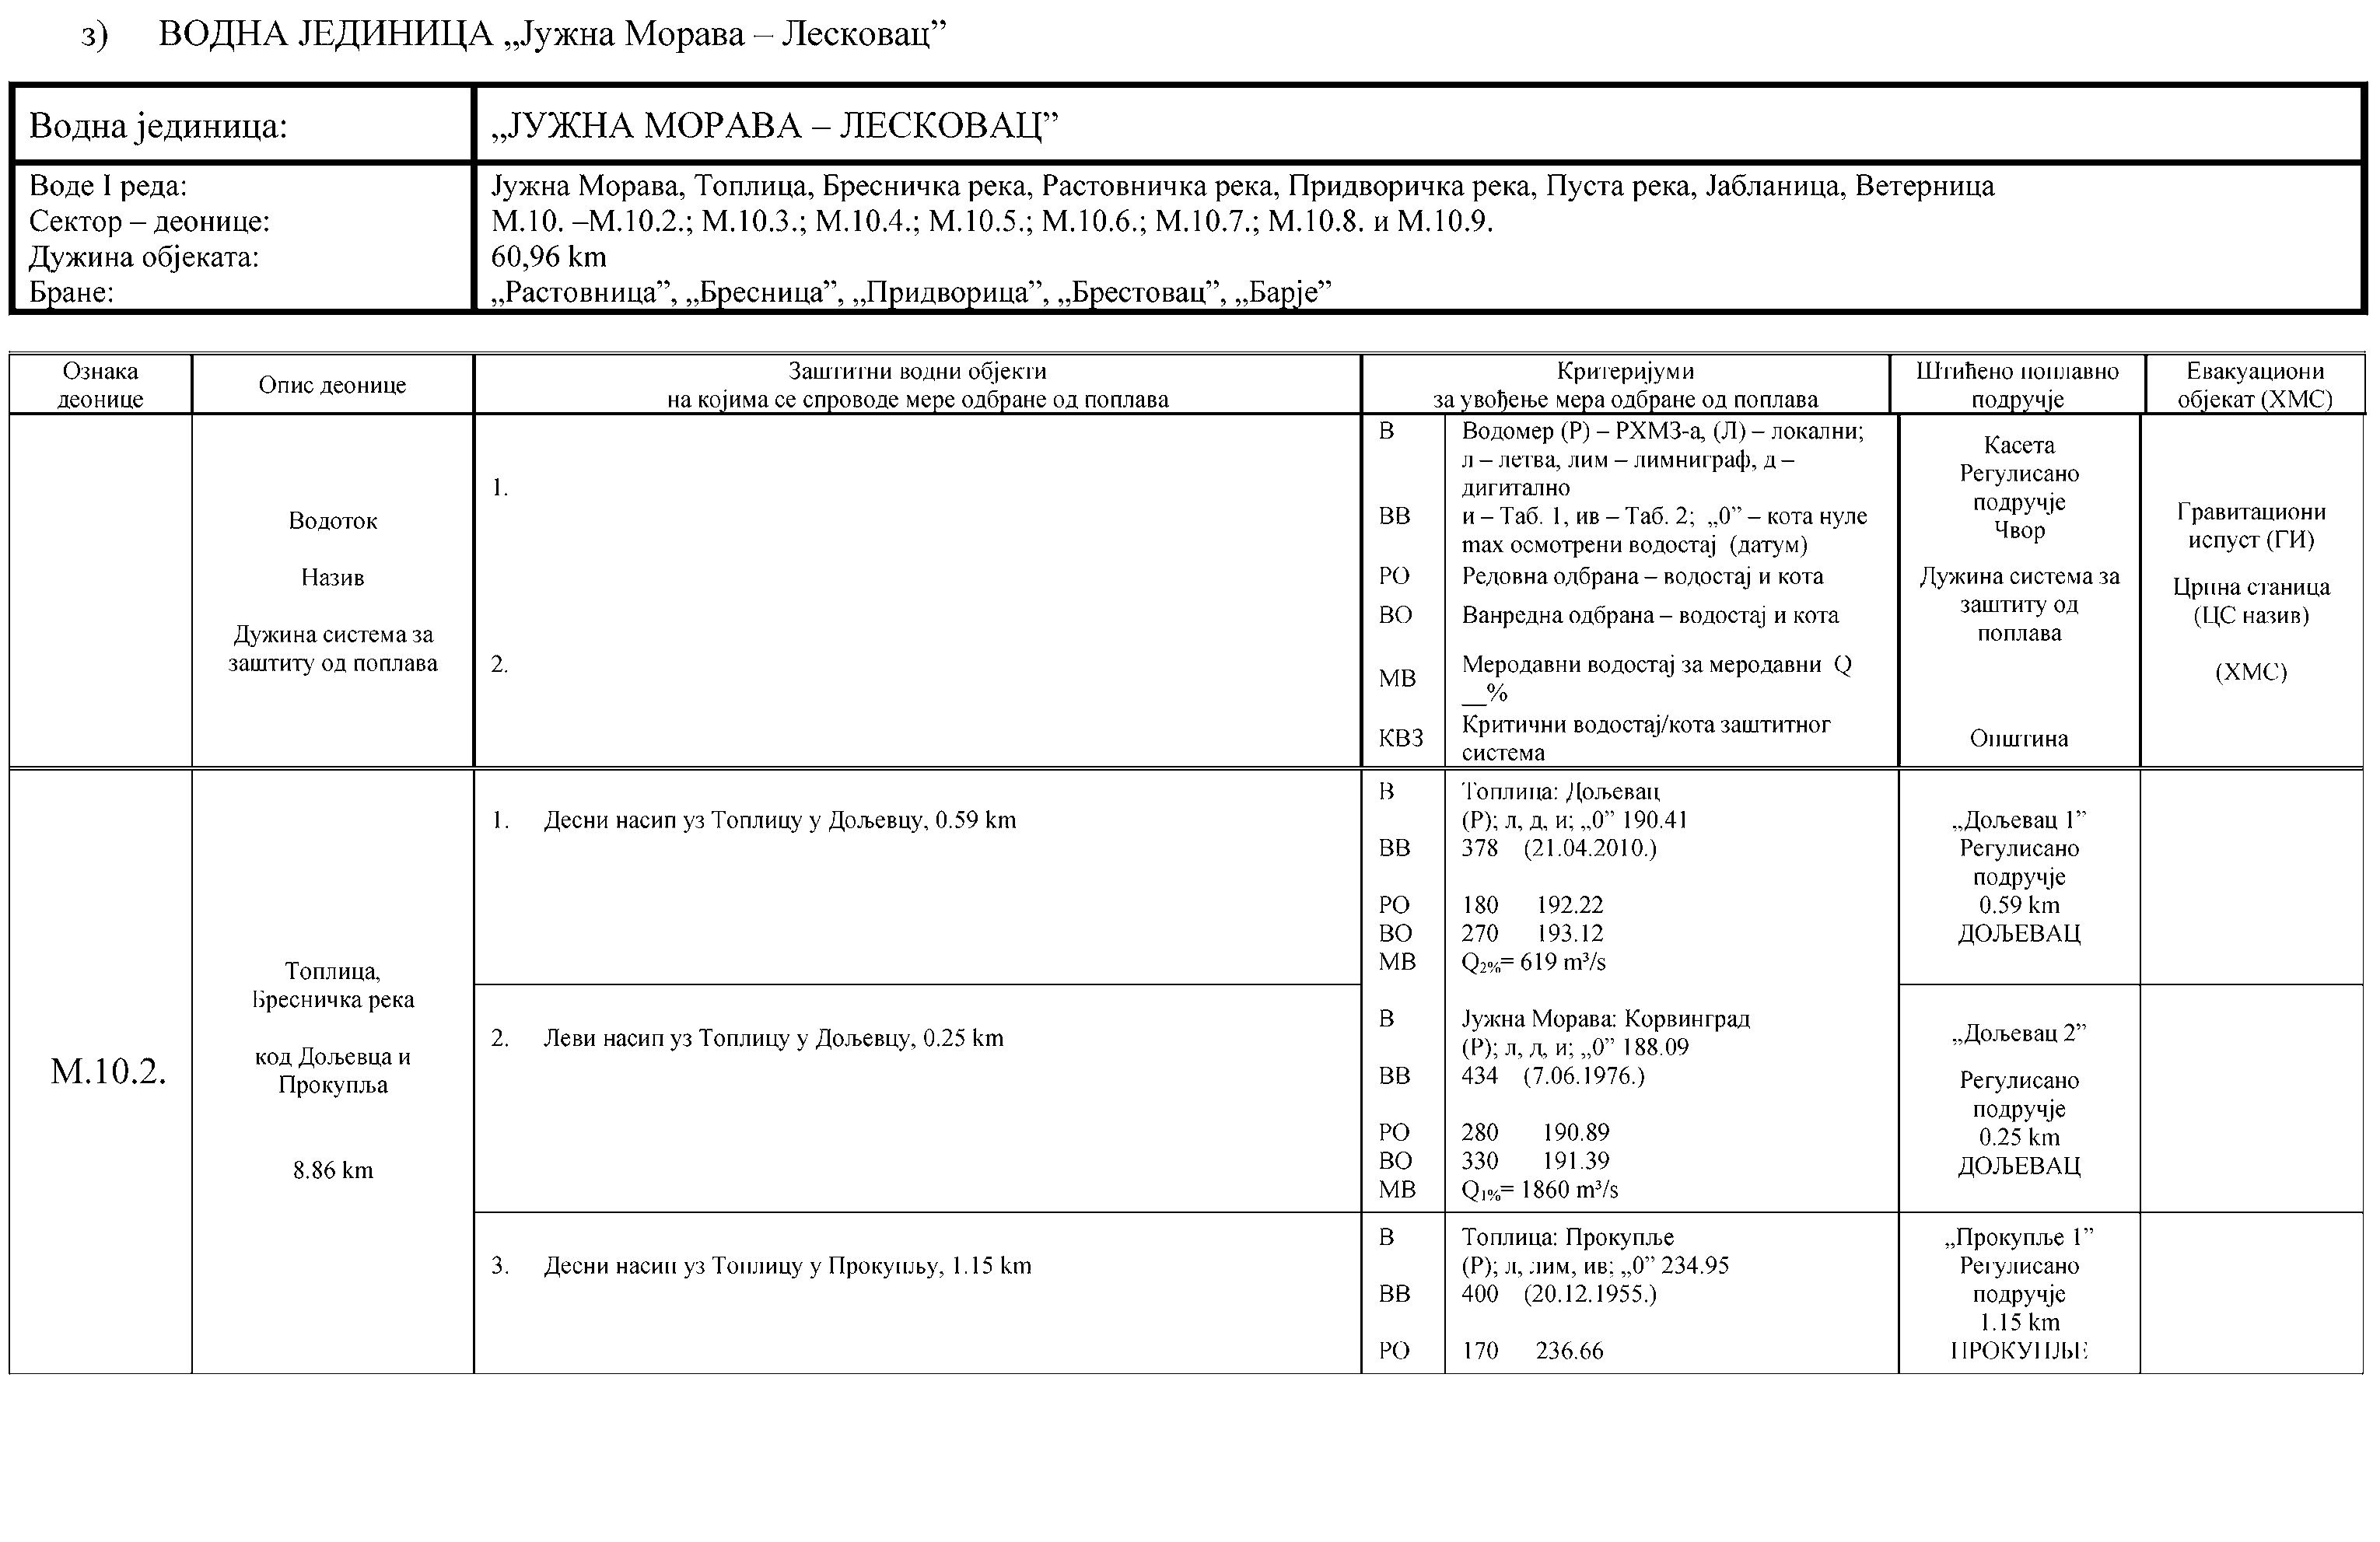 з) ВОДНА ЈЕДИНИЦА „Јужна Морава – Лесковац”
Водна јединица: „ЈУЖНА МОРАВА – ЛЕСКОВАЦ”
Воде I реда: Јужна Морава, Топлица, Бресничка река, Растовничка река, Придворичка река, Пуста река, Јабланица, Ветерница
Сектор – деонице: М.10. –М.10.2.; М.10.3.; М.10.4.; М.10.5.; М.10.6.; М.10.7.; М.10.8. и М.10.9.
Дужина објеката: 60,96 km
Бране: „Растовница”, „Бресница”, „Придворица”, „Брестовац”, „Барје”
Ознака
деонице
Опис деонице
Заштитни водни објекти
на којима се спроводе мере одбране од поплава
Критеријуми
за увођење мера одбране од поплава
Штићено поплавно
подручје
Евакуациони
објекат (ХМС)
Водоток
Назив
Дужина система за
заштиту од поплава
1.
2.
В Водомер (Р) – РХМЗ-а, (Л) – локални;
л – летва, лим – лимниграф, д –
дигитално
ВВ и – Таб. 1, ив – Таб. 2; „0” – кота нуле
max осмотрени водостај (датум)
РО Редовна одбрана – водостај и кота
ВО Ванредна одбрана – водостај и кота
МВ Меродавни водостај за меродавни Q
__%
КВЗ Критични водостај/кота заштитног
система
Касета
Регулисано
подручје
Чвор
Дужина система за
заштиту од
поплава
Општина
Гравитациони
испуст (ГИ)
Црпна станица
(ЦС назив)
(ХМС)
М.10.2.
Топлица,
Бресничка река
код Дољевца и
Прокупља
8.86 km
1. Десни насип уз Топлицу у Дољевцу, 0.59 km
В Топлица: Дољевац
(Р); л, д, и; „0” 190.41
ВВ 378 (21.04.2010.)
РО 180 192.22
ВО 270 193.12
МВ Q2%= 619 m³/s
„Дољевац 1”
Регулисано
подручје
0.59 km
ДОЉЕВАЦ
2. Леви насип уз Топлицу у Дољевцу, 0.25 km
В Јужна Морава: Корвинград
(Р); л, д, и; „0” 188.09
ВВ 434 (7.06.1976.)
РО 280 190.89
ВО 330 191.39
МВ Q1%= 1860 m³/s
„Дољевац 2”
Регулисано
подручје
0.25 km
ДОЉЕВАЦ
3. Десни насип уз Топлицу у Прокупљу, 1.15 km
В Топлица: Прокупље
(Р); л, лим, ив; „0” 234.95
ВВ 400 (20.12.1955.)
РО 170 236.66
„Прокупље 1”
Регулисано
подручје
1.15 km
ПРОКУПЉЕ